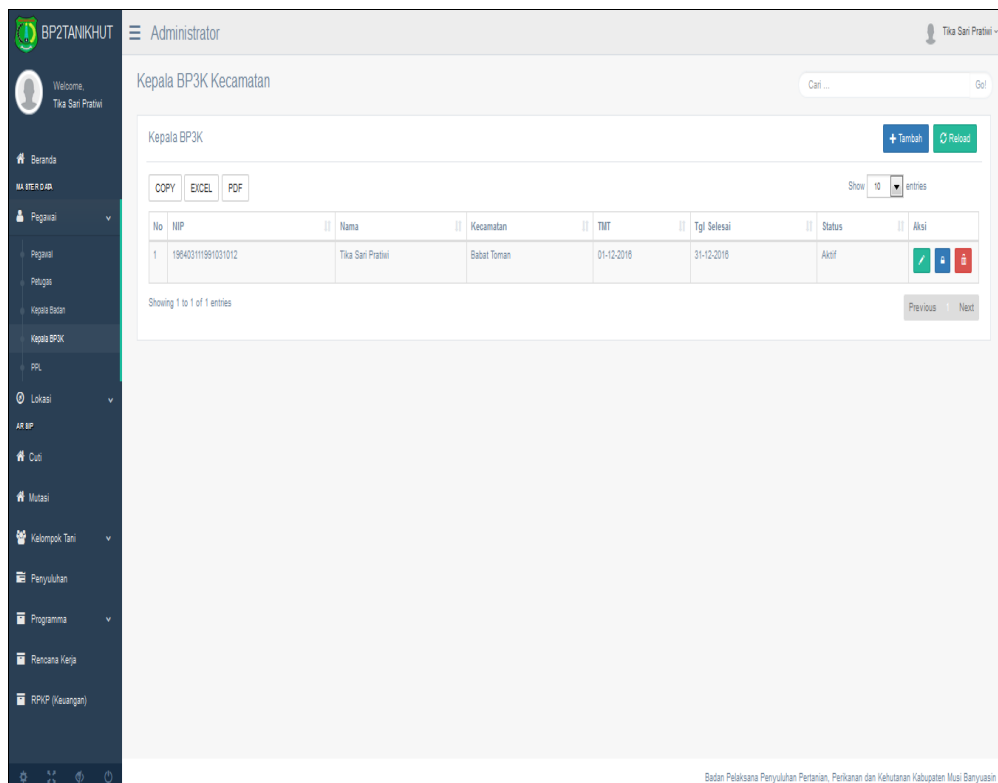 BP2TANIKHUT
Administrator
Tika Sari Pratiwi
Welcome,
Tika Sari Pratiwi
Beranda
MASTER DATA
Pegawai
Pegawai
Petugas
Kepala Badan
Kepala BP3K
PPL
Lokasi
ARSIP
Cuti
Mutasi
Kelompok Tani
Penyuluhan
Programma
Rencana Kerja
RPKP (Keuangan)
Kepala BP3K Kecamatan
Cari ...
Go!
Kepala BP3K
Tambah
Reload
COPY EXCEL PDF
Show 10 entries
No NIP Nama Kecamatan TMT Tgl Selesai Status Aksi
1 196403111991031012 Tika Sari Pratiwi Babat Toman 01-12-2016 31-12-2016 Aktif
Showing 1 to 1 of 1 entries
Previous 1 Next
Badan Pelaksana Penyuluhan Pertanian, Perikanan dan Kehutanan Kabupaten Musi Banyuasin